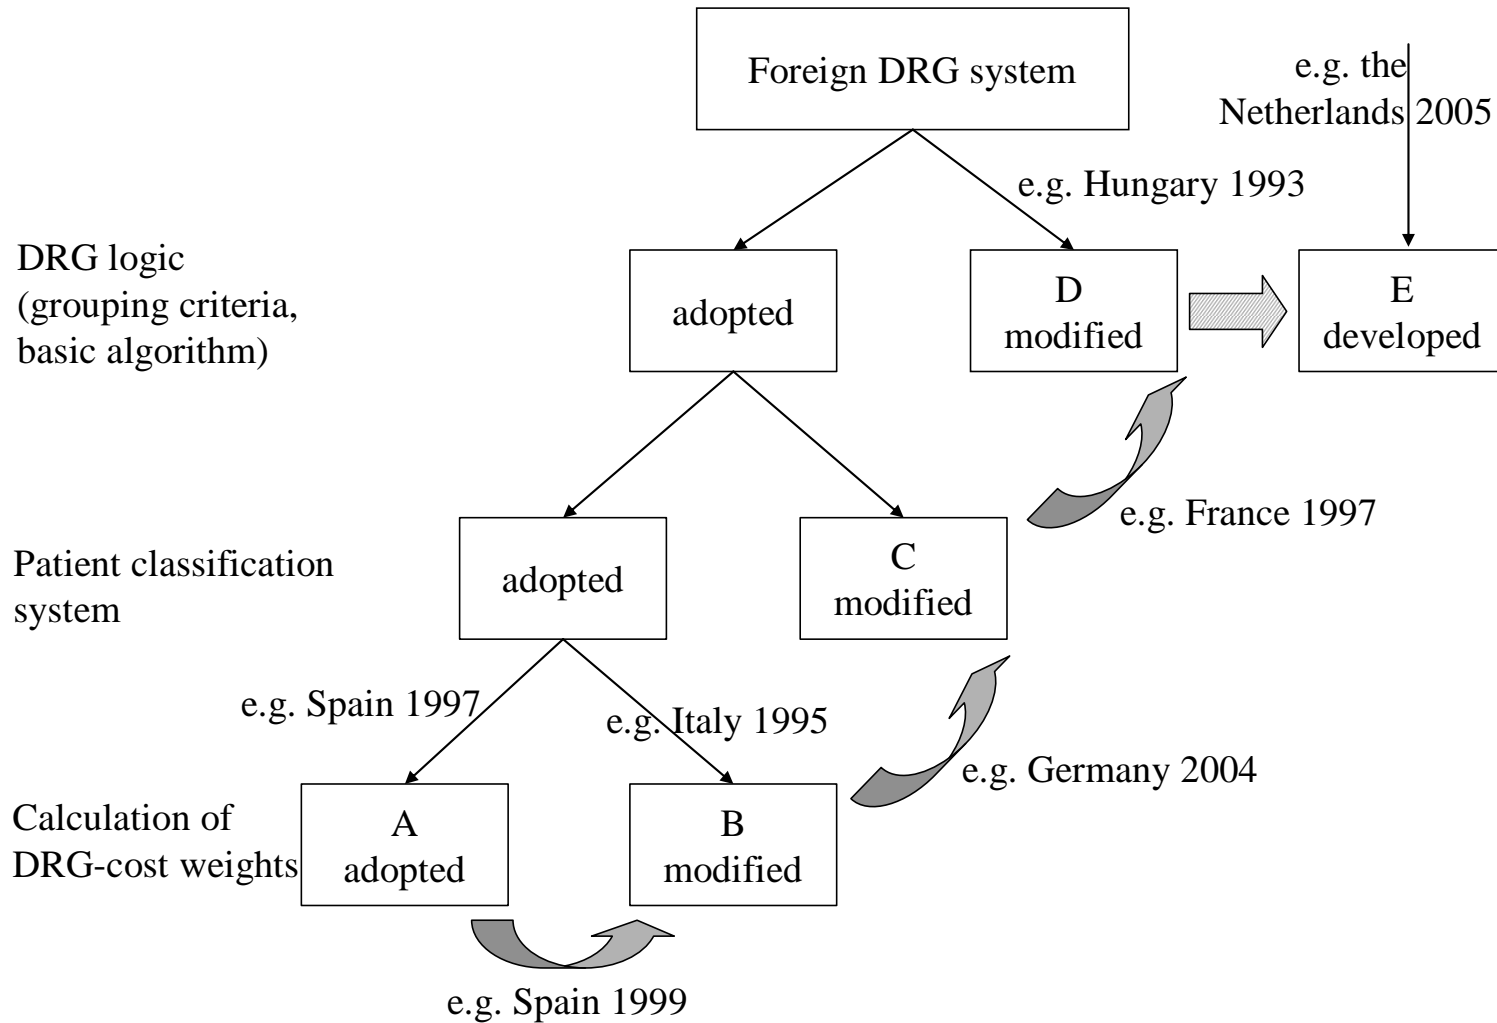 Foreign DRG system
e.g. the
Netherlands 2005
e.g. Hungary 1993
DRG logic
(grouping criteria,
basic algorithm)
adopted
D
modified
E
developed
e.g. France 1997
Patient classification
system
adopted
C
modified
e.g. Spain 1997
e.g. Italy 1995
e.g. Germany 2004
Calculation of
DRG-cost weights
A
adopted
B
modified
e.g. Spain 1999